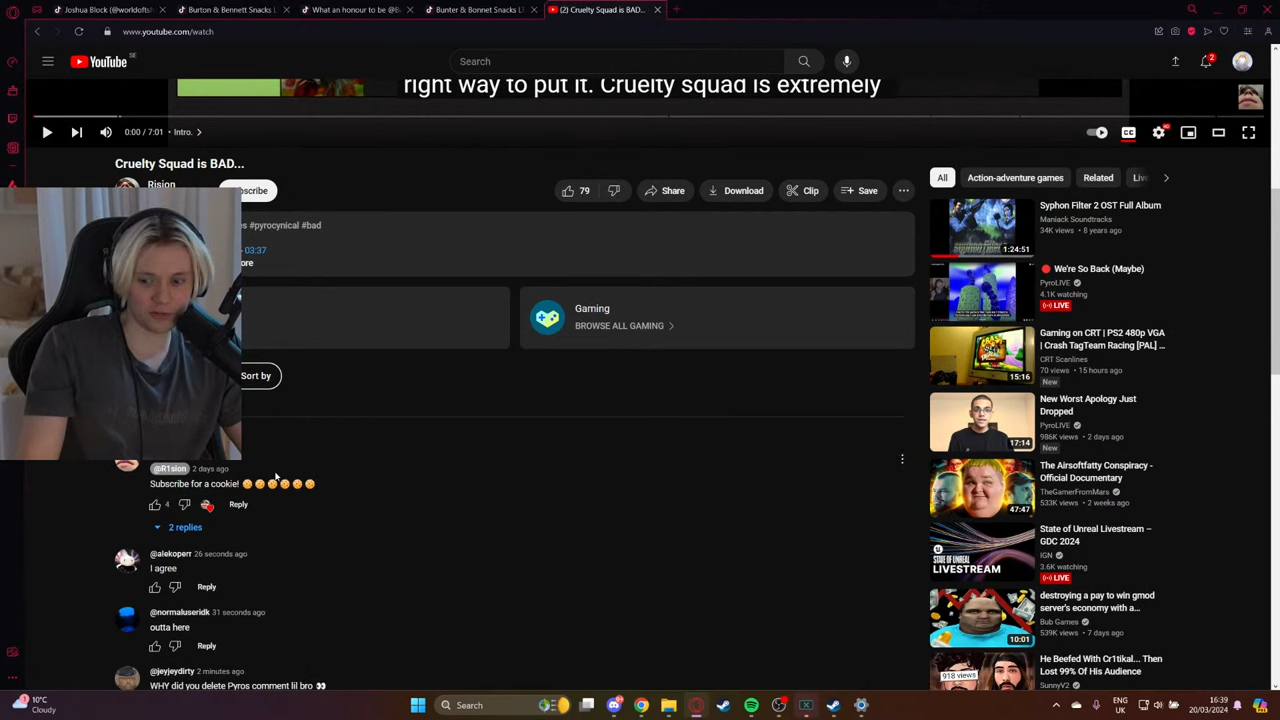 Joshua Block (@worldofts
Burton & Bennett Snacks L
What an honour to be @B
Bunter & Bonnet Snacks L
(2) Cruelty Squad is BAD...
www.youtube.com/watch
YouTube SE
Search
2
right way to put it. Cruelty squad is extremely
0:00 / 7:01 • Intro.
Cruelty Squad is BAD...
Rision
79
Share
Download
Clip
Save
#pyrocynical #bad
03:37
Gaming
BROWSE ALL GAMING
Sort by
@R1sion 2 days ago
Subscribe for a cookie! 🍪🍪🍪🍪🍪🍪
4
Reply
2 replies
@alekoperr 26 seconds ago
I agree
Reply
@normaluseridk 31 seconds ago
outta here
Reply
@jeyjeydirty 2 minutes ago
WHY did you delete Pyros comment lil bro 👀
All
Action-adventure games
Related
Syphon Filter 2 OST Full Album
Maniack Soundtracks
34K views • 8 years ago
1:24:51
We're So Back (Maybe)
PyroLIVE
4.1K watching
LIVE
Gaming on CRT | PS2 480p VGA
| Crash TagTeam Racing [PAL] ...
CRT Scanlines
70 views • 15 hours ago
New
15:16
New Worst Apology Just
Dropped
PyroLIVE
986K views • 2 days ago
New
17:14
The Airsoftfatty Conspiracy -
Official Documentary
TheGamerFromMars
533K views • 2 weeks ago
47:47
State of Unreal Livestream –
GDC 2024
IGN
3.6K watching
LIVE
STATE OF UNREAL
LIVESTREAM
destroying a pay to win gmod
server's economy with a...
Bub Games
539K views • 7 days ago
10:01
He Beefed With Cr1tikal... Then
Lost 99% Of His Audience
SunnyV2
918 views
10°C
Cloudy
Search
ENG
UK
16:39
20/03/2024